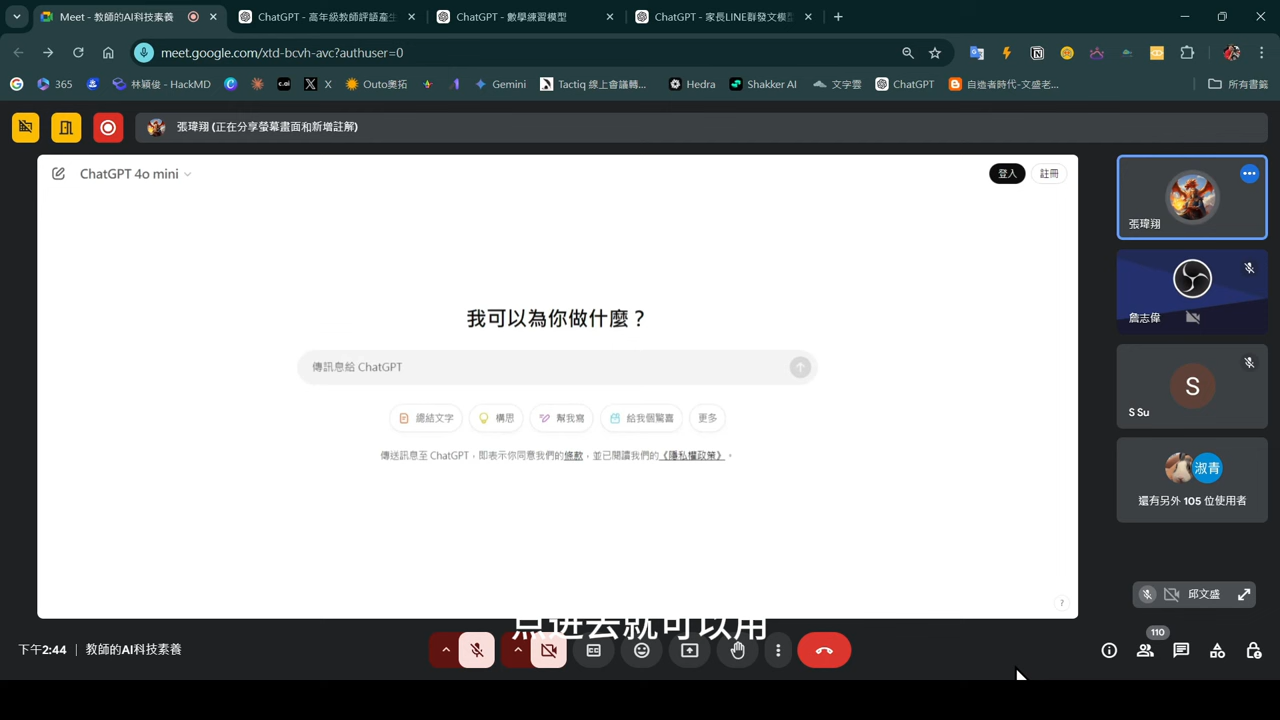 Meet - 教師的AI科技素養
ChatGPT - 高年級教師評語產生
ChatGPT - 數學練習模型
ChatGPT - 家長LINE群發文模型
meet.google.com/xtd-bcvh-avc?authuser=0
365
林穎俊 - HackMD
c.ai
X
Outo奧拓
Gemini
Tactiq 線上會議轉...
Hedra
Shakker AI
文字雲
ChatGPT
自造者時代-文盛老...
所有書籤
張瑋翔 (正在分享螢幕畫面和新增註解)
ChatGPT 4o mini
登入
註冊
我可以為你做什麼？
傳訊息給 ChatGPT
總結文字
構思
幫我寫
給我個驚喜
更多
傳送訊息至 ChatGPT，即表示你同意我們的條款，並已閱讀我們的《隱私權政策》。
?
張瑋翔
詹志偉
S
S Su
淑青
還有另外 105 位使用者
邱文盛
点进去就可以用
下午2:44
教師的AI科技素養
110